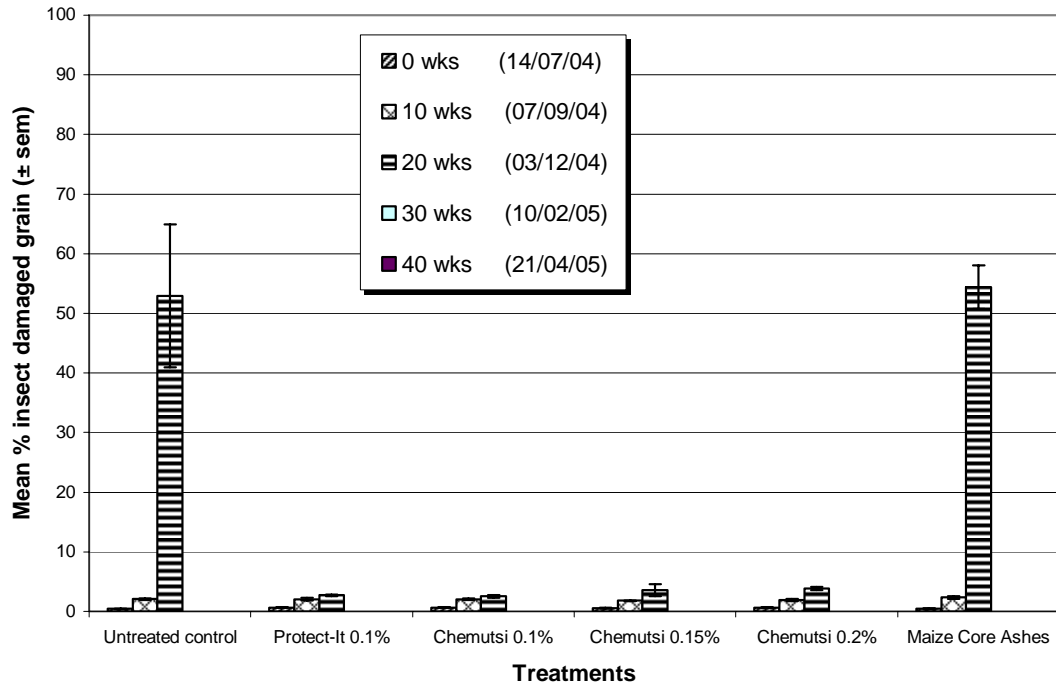 100
90
80
70
60
50
40
30
20
10
0
Mean % insect damaged grain (± sem)
0 wks (14/07/04)
10 wks (07/09/04)
20 wks (03/12/04)
30 wks (10/02/05)
40 wks (21/04/05)
Untreated control Protect-It 0.1% Chemutsi 0.1% Chemutsi 0.15% Chemutsi 0.2% Maize Core Ashes
Treatments